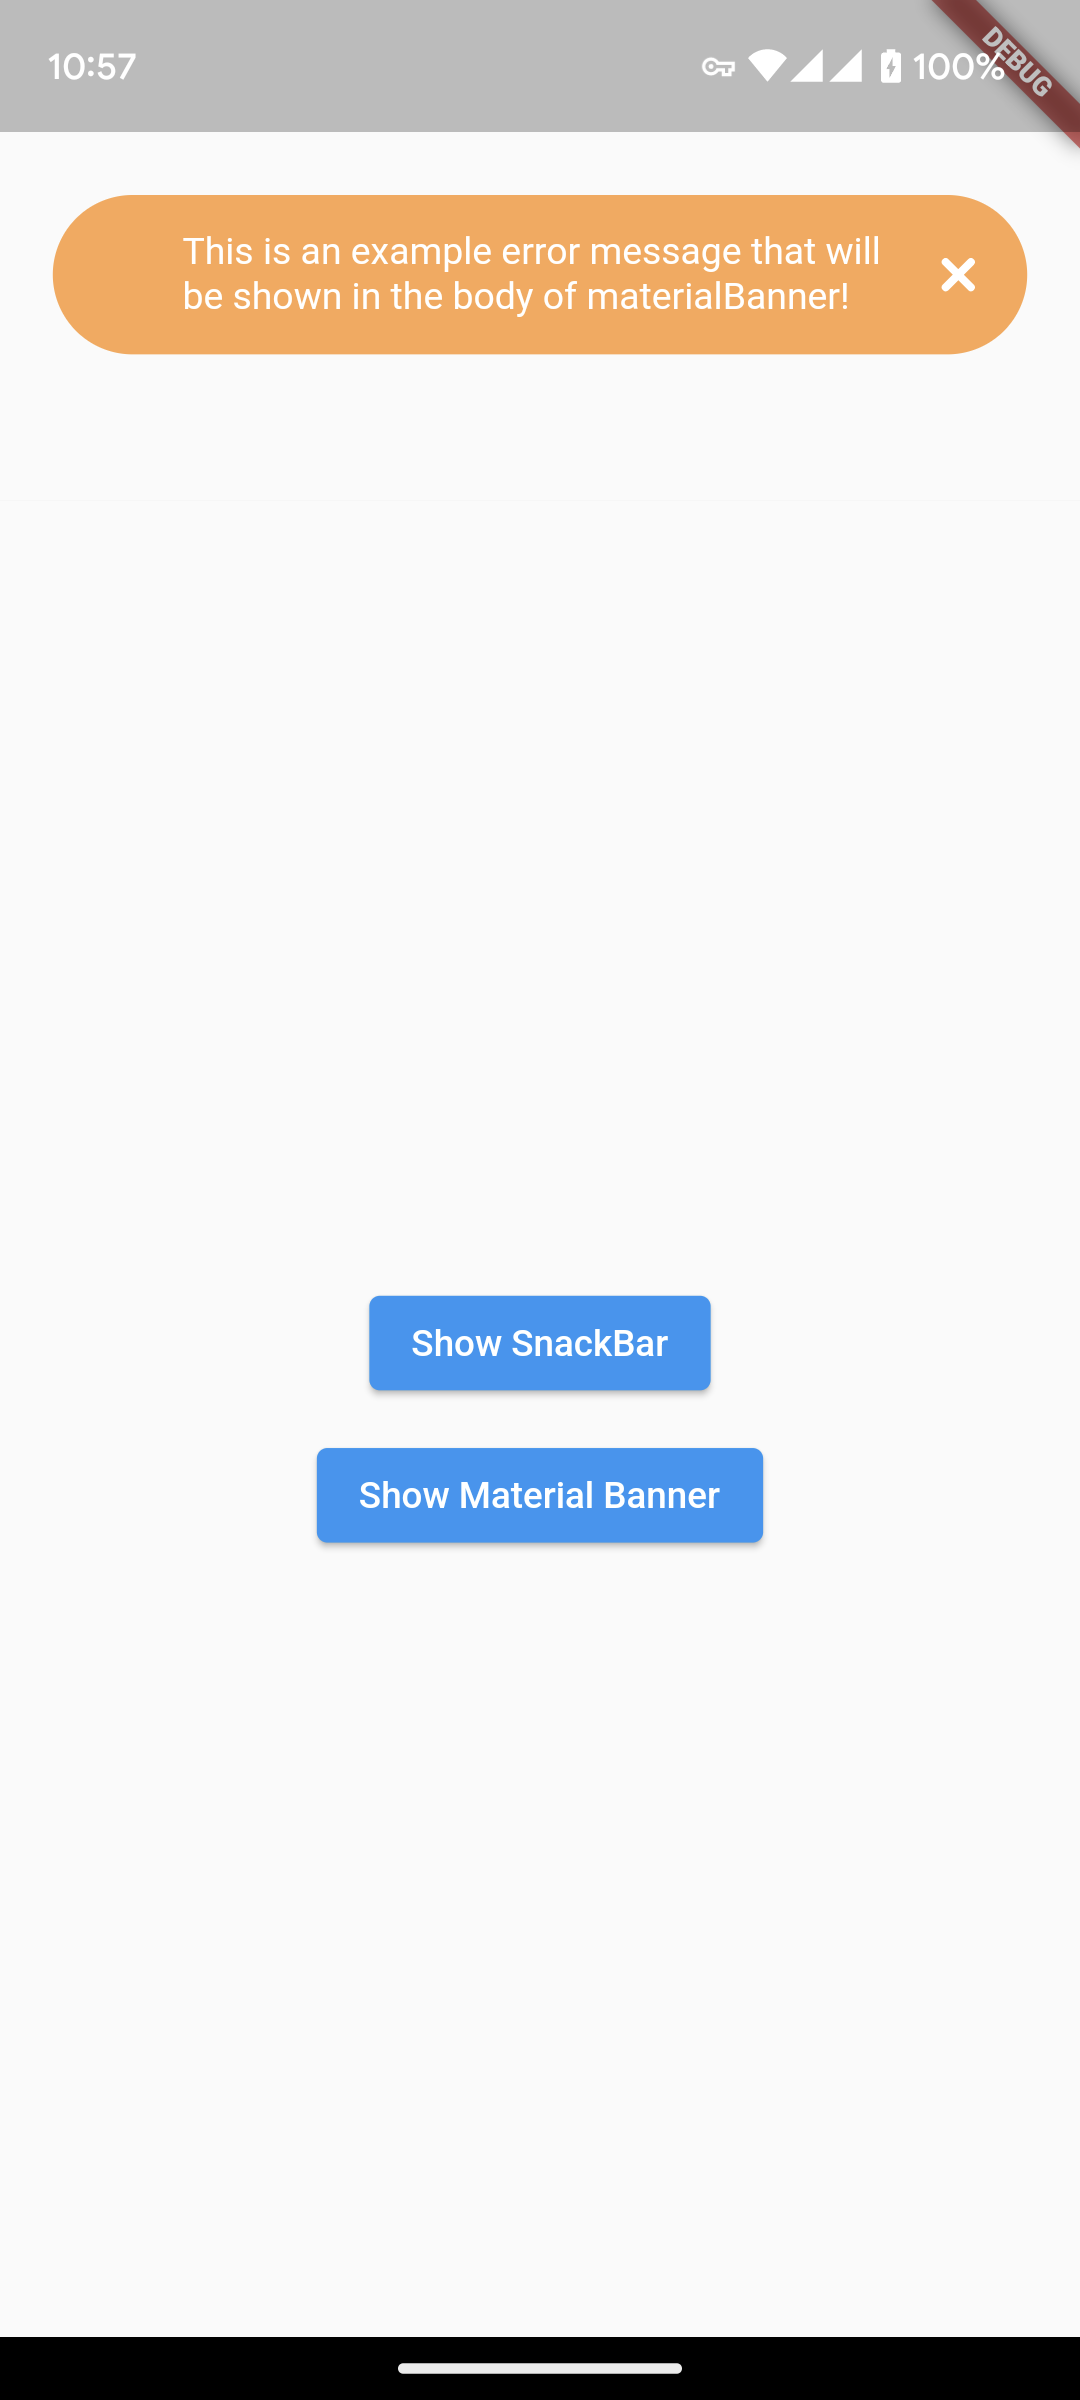 10:57
100%
DEBUG
This is an example error message that will
be shown in the body of materialBanner!
Show SnackBar
Show Material Banner